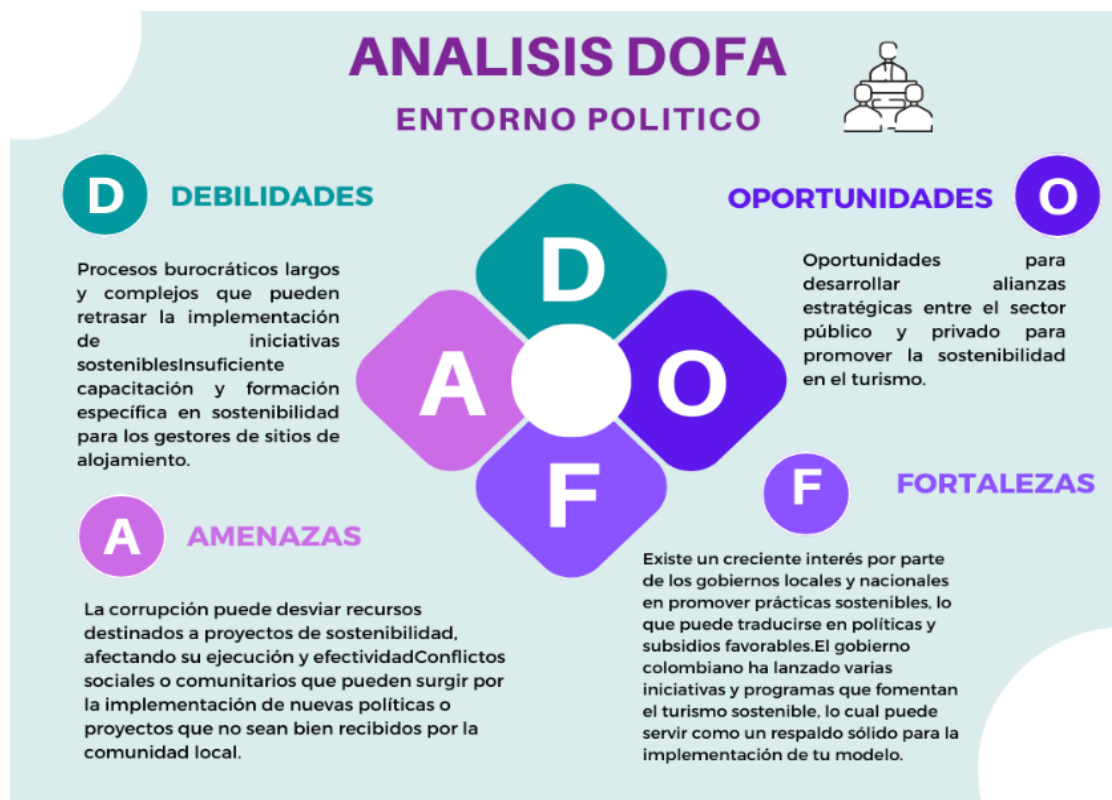 ANALISIS DOFA
ENTORNO POLITICO
D
DEBILIDADES
Procesos burocráticos largos
y complejos que pueden
retrasar la implementación
de iniciativas
sosteniblesInsuficiente
capacitación y formación
específica en sostenibilidad
para los gestores de sitios de
alojamiento.
OPORTUNIDADES
O
Oportunidades para
desarrollar alianzas
estratégicas entre el sector
público y privado para
promover la sostenibilidad
en el turismo.
D
A
O
F
A
AMENAZAS
La corrupción puede desviar recursos
destinados a proyectos de sostenibilidad,
afectando su ejecución y efectividadConflictos
sociales o comunitarios que pueden surgir por
la implementación de nuevas políticas o
proyectos que no sean bien recibidos por la
comunidad local.
F
FORTALEZAS
Existe un creciente interés por parte
de los gobiernos locales y nacionales
en promover prácticas sostenibles, lo
que puede traducirse en políticas y
subsidios favorables.El gobierno
colombiano ha lanzado varias
iniciativas y programas que fomentan
el turismo sostenible, lo cual puede
servir como un respaldo sólido para la
implementación de tu modelo.